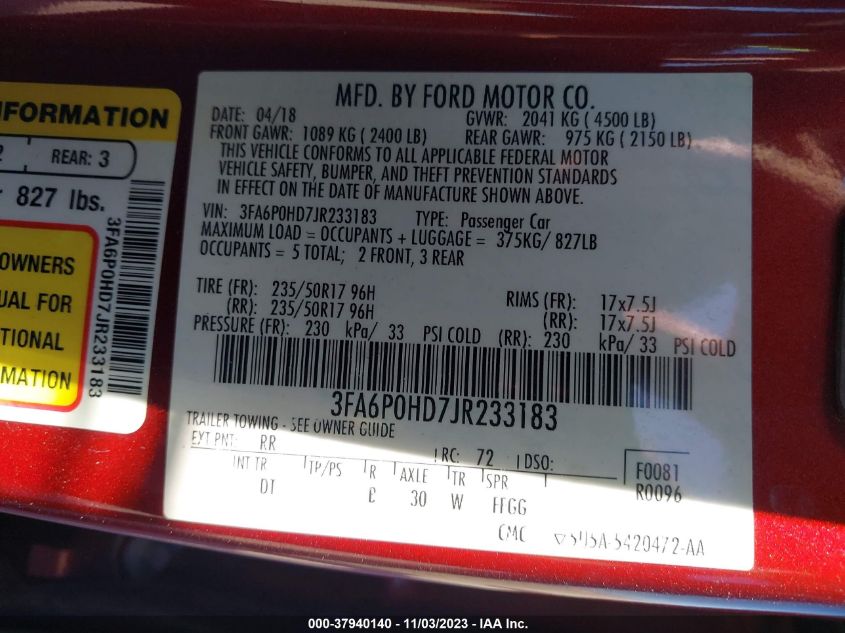 NFORMATION
2 REAR: 3
827 lbs.
OWNERS
UAL FOR
TIONAL
MATION
3FA6P0HD7JR233183
MFD. BY FORD MOTOR CO.
DATE: 04/18 GVWR: 2041 KG ( 4500 LB)
FRONT GAWR: 1089 KG ( 2400 LB) REAR GAWR: 975 KG ( 2150 LB)
THIS VEHICLE CONFORMS TO ALL APPLICABLE FEDERAL MOTOR
VEHICLE SAFETY, BUMPER, AND THEFT PREVENTION STANDARDS
IN EFFECT ON THE DATE OF MANUFACTURE SHOWN ABOVE.
VIN: 3FA6P0HD7JR233183 TYPE: Passenger Car
MAXIMUM LOAD = OCCUPANTS + LUGGAGE = 375KG/ 827LB
OCCUPANTS = 5 TOTAL; 2 FRONT, 3 REAR
TIRE (FR): 235/50R17 96H RIMS (FR): 17x7.5J
(RR): 235/50R17 96H (RR): 17x7.5J
PRESSURE (FR): 230 kPa/ 33 PSI COLD (RR): 230 kPa/ 33 PSI COLD
3FA6P0HD7JR233183
TRAILER TOWING - SEE OWNER GUIDE
EXT PNT: RR RC: 72 DSO: F0081
INT TR TP/PS R AXLE TR SPR R0096
DT E 30 W FFGG
CMC 5U5A-5420472-AA
000-37940140 - 11/03/2023 - IAA Inc.